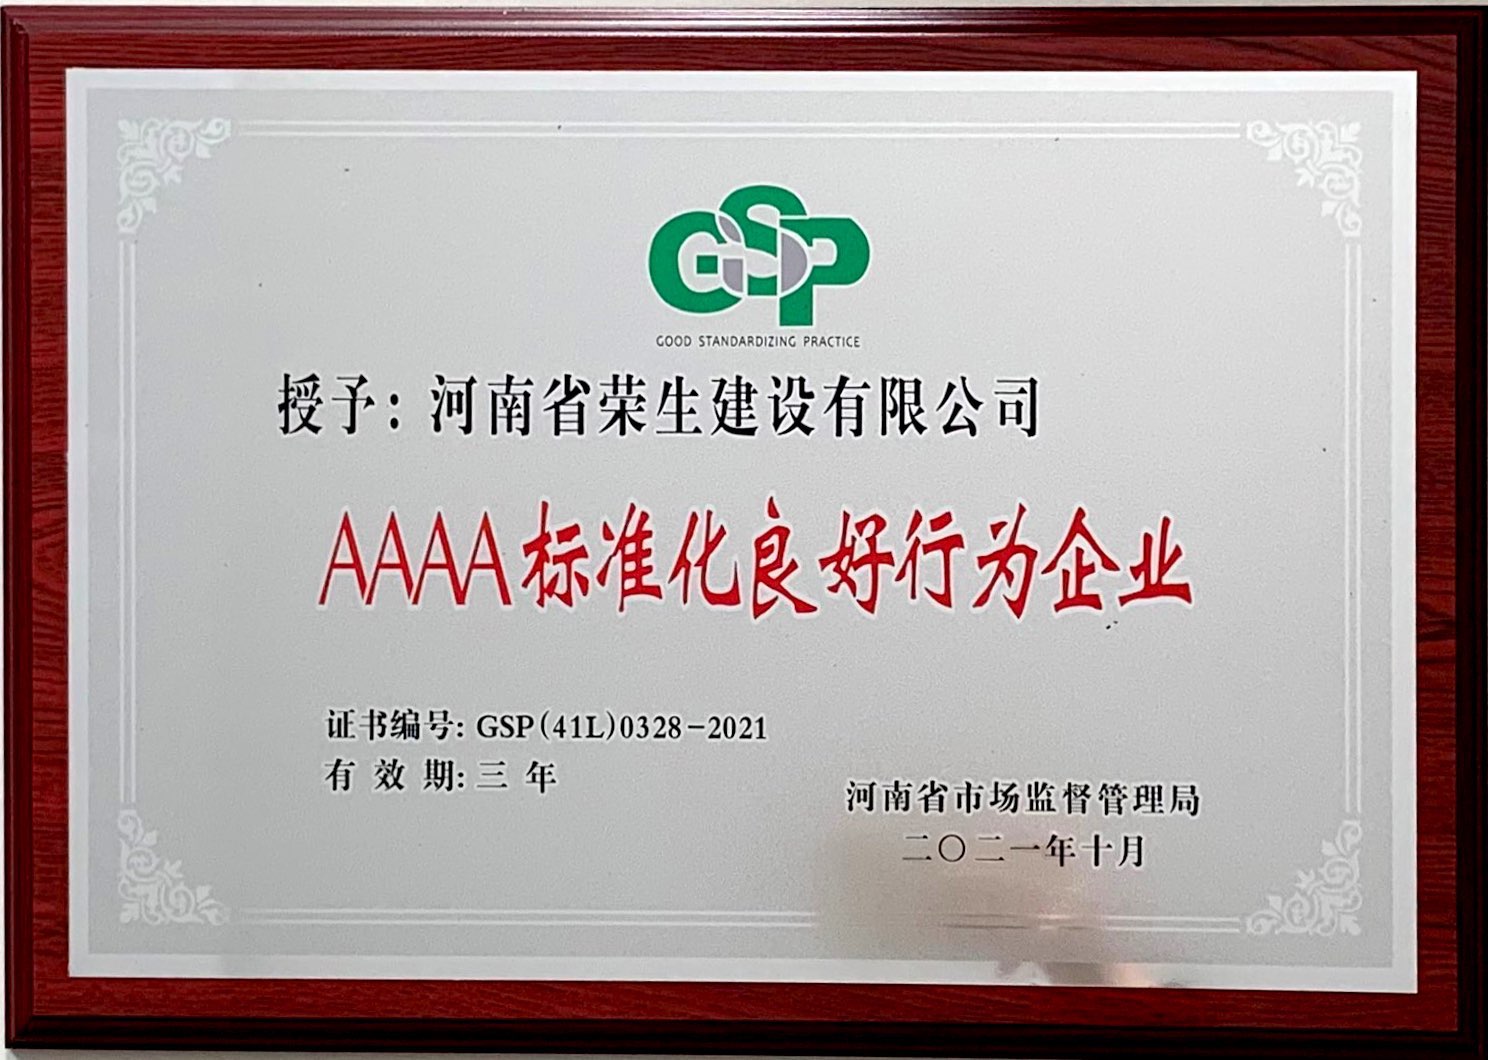 GiSP
GOOD STANDARDIZING PRACTICE
授予：河南省荣生建设有限公司
AAAA标准化良好行为企业
证书编号：GSP(41L)0328-2021
有 效 期：三 年
河南省市场监督管理局
二〇二一年十月